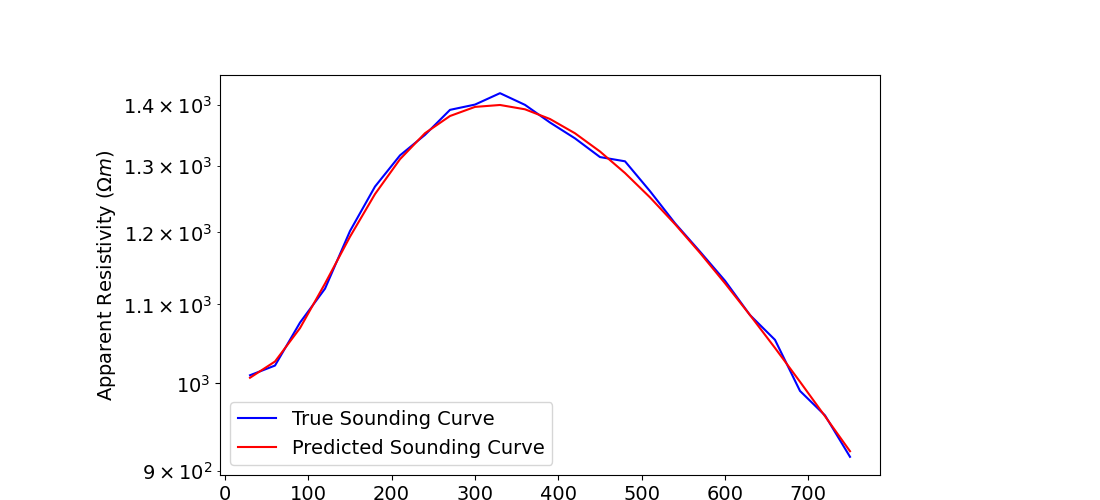 Apparent Resistivity (Ωm)
1.4 × 10³
1.3 × 10³
1.2 × 10³
1.1 × 10³
10³
9 × 10²
True Sounding Curve
Predicted Sounding Curve
0 100 200 300 400 500 600 700